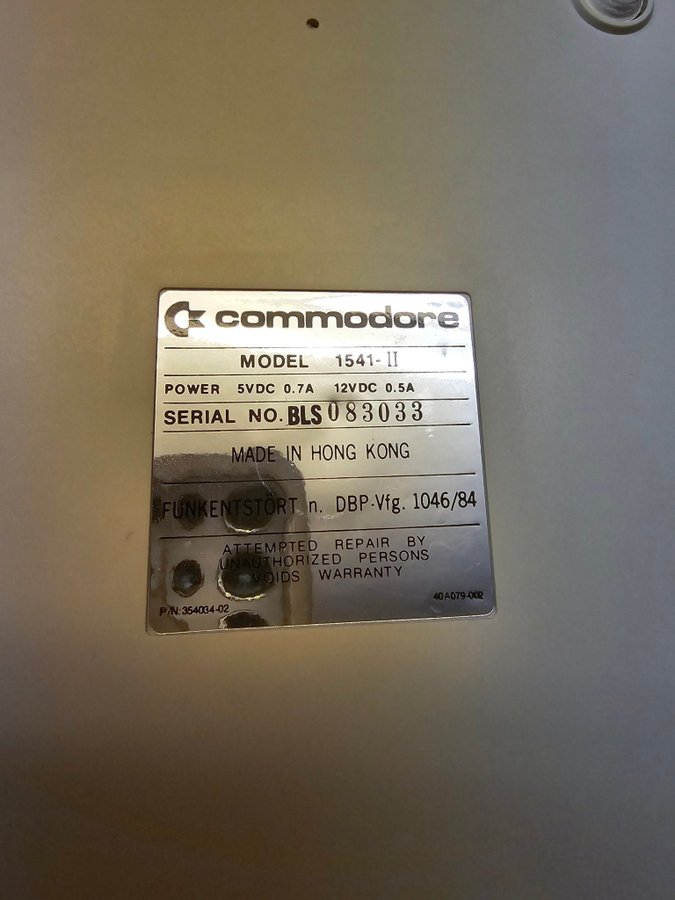 commodore
MODEL 1541-II
POWER 5VDC 0.7A 12VDC 0.5A
SERIAL NO. BLS 083033
MADE IN HONG KONG
FUNKENTSTÖRT n. DBP-Vfg. 1046/84
ATTEMPTED REPAIR BY
UNAUTHORIZED PERSONS
VOIDS WARRANTY
P/N: 354034-02 40A079-002